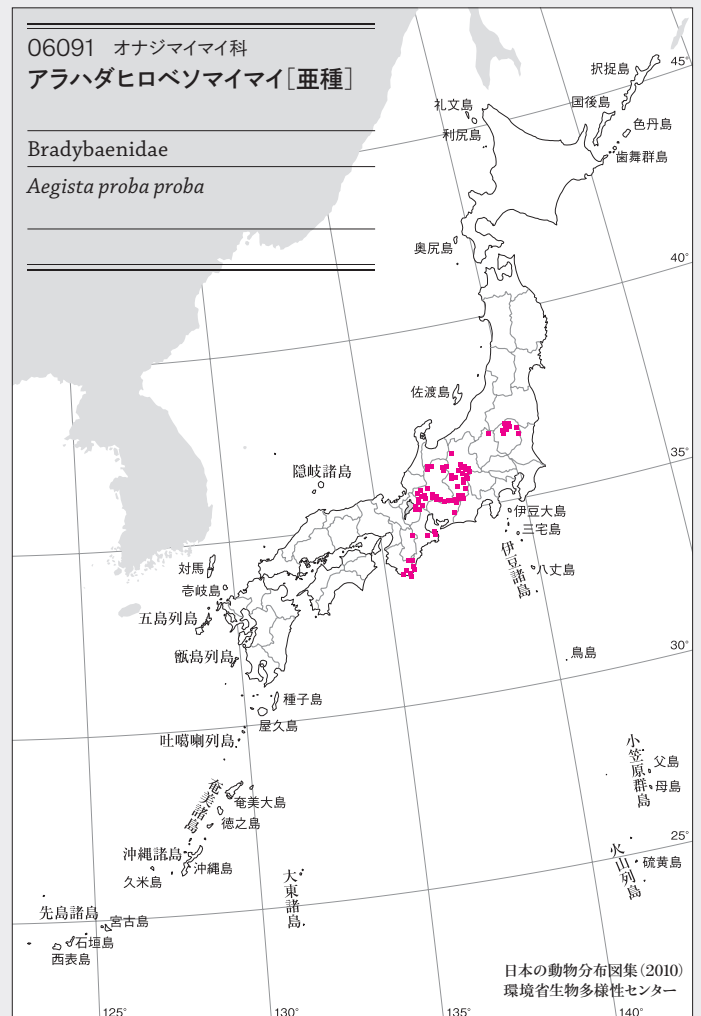 06091 オナジマイマイ科
アラハダヒロベソマイマイ[亜種]
Bradybaenidae
Aegista proba proba
択捉島
45°
国後島
礼文島
色丹島
利尻島
歯舞群島
奥尻島
40°
佐渡島
35°
隠岐諸島
伊豆大島
三宅島
伊豆諸島
八丈島
対馬
壱岐島
五島列島
甑島列島
鳥島
30°
種子島
屋久島
吐噶喇列島
小笠原群島
父島
母島
奄美諸島
奄美大島
徳之島
25°
沖縄諸島
沖縄島
久米島
火山列島
硫黄島
大東諸島
先島諸島
宮古島
石垣島
西表島
日本の動物分布図集(2010)
環境省生物多様性センター
125°
130°
135°
140°